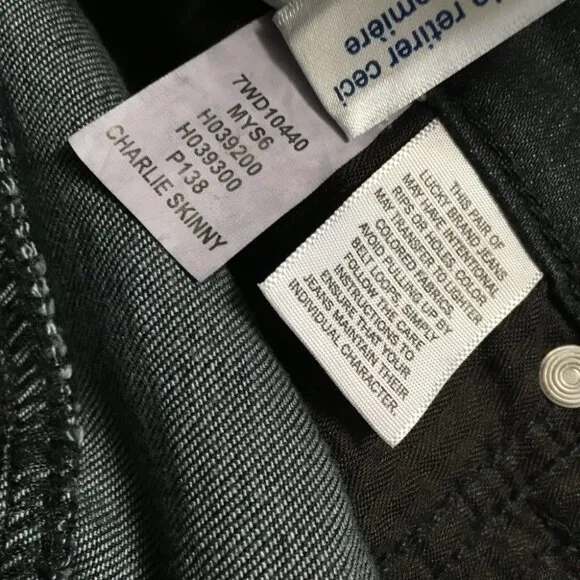 retirer ceci
emière
7WD10440
MYS6
H039200
H039300
P138
CHARLIE SKINNY
THIS PAIR OF
LUCKY BRAND JEANS
MAY HAVE INTENTIONAL
RIPS OR HOLES. COLOR
MAY TRANSFER TO LIGHTER
COLORED FABRICS.
AVOID PULLING UP BY
BELT LOOPS. SIMPLY
FOLLOW THE CARE
INSTRUCTIONS TO
ENSURE THAT YOUR
JEANS MAINTAIN THEIR
INDIVIDUAL CHARACTER.